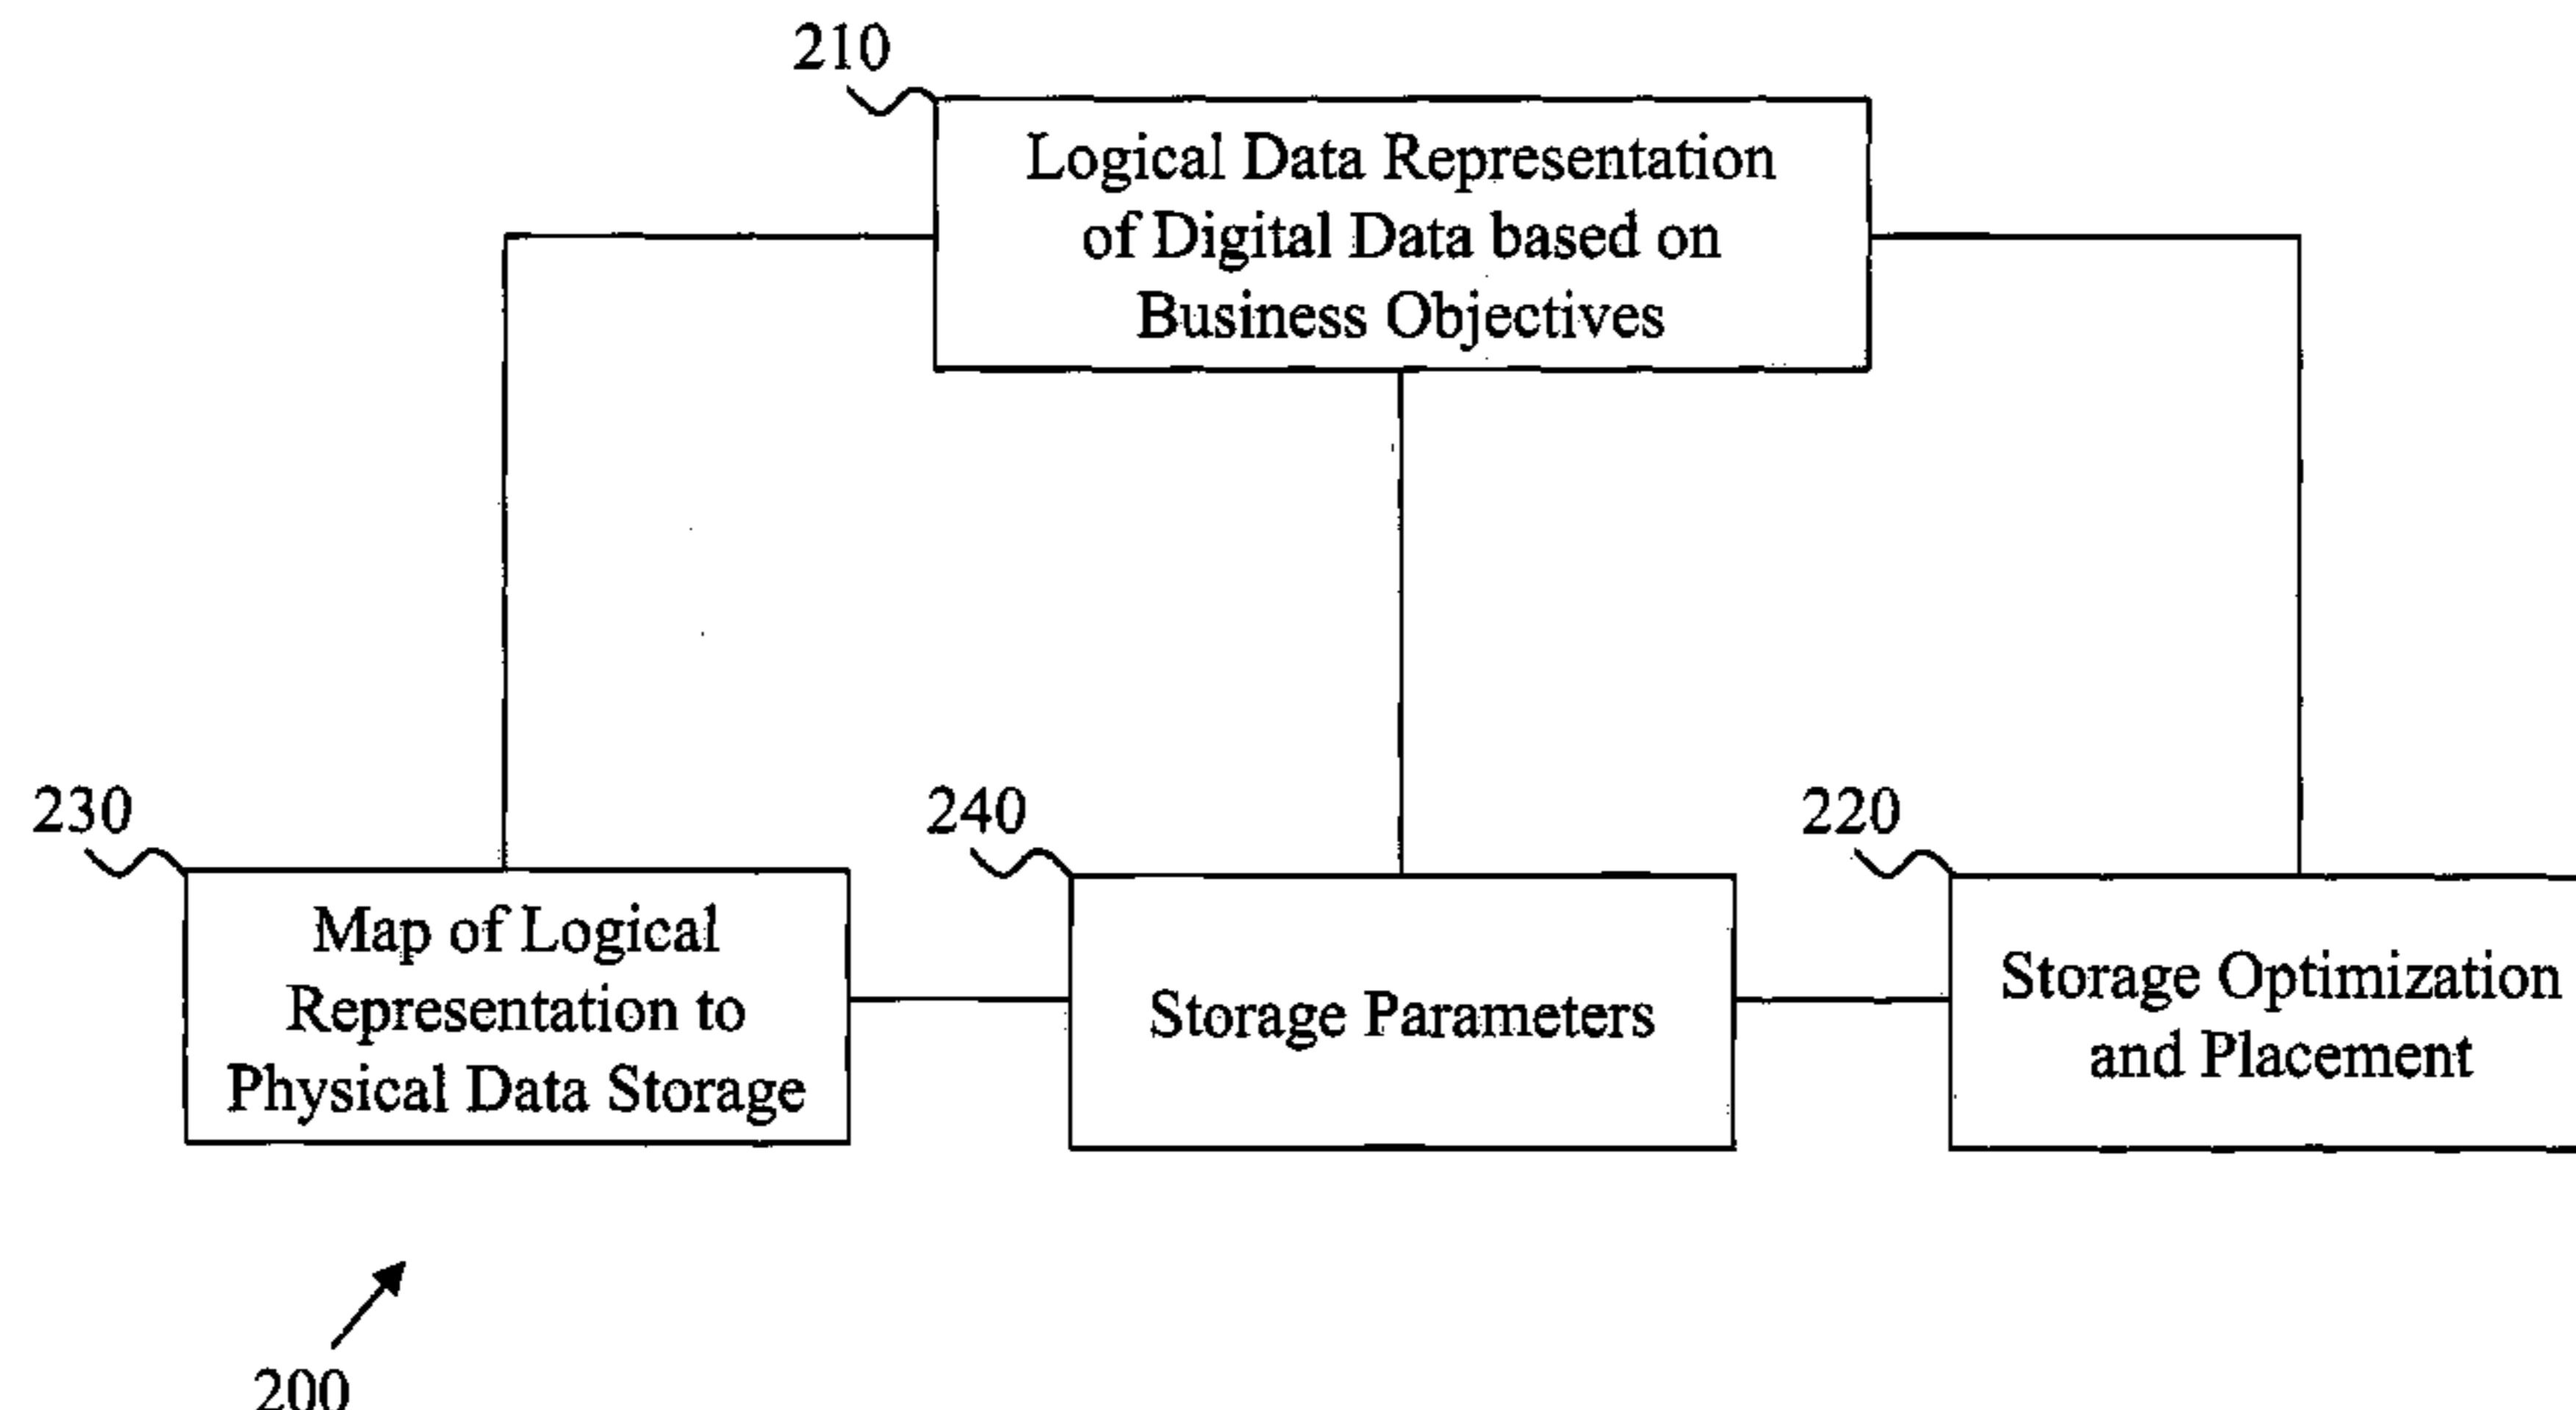 210
Logical Data Representation
of Digital Data based on
Business Objectives
230
240
220
Map of Logical
Representation to
Physical Data Storage
Storage Parameters
Storage Optimization
and Placement
200